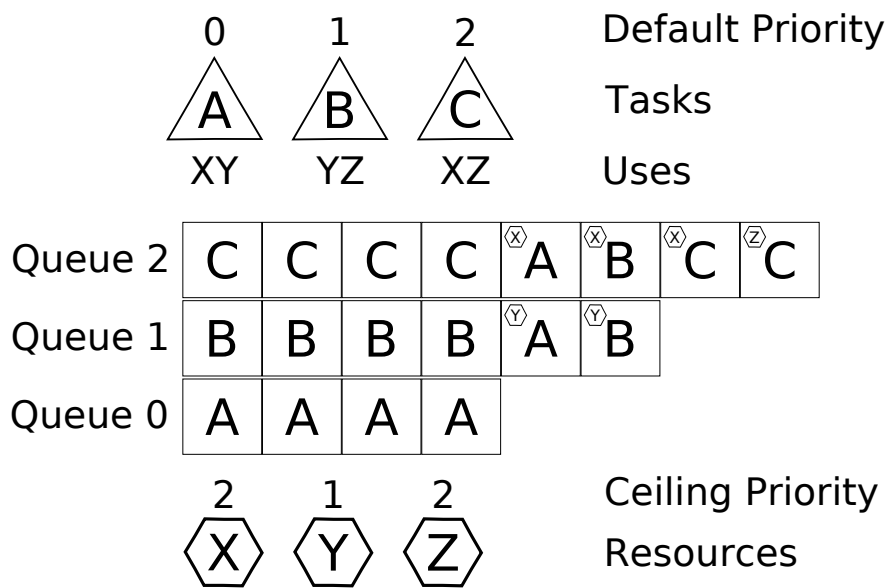 0 1 2 Default Priority
A B C Tasks
XY YZ XZ Uses
Queue 2 C C C C X A X B X C Z C
Queue 1 B B B B Y A Y B
Queue 0 A A A A
2 1 2 Ceiling Priority
X Y Z Resources